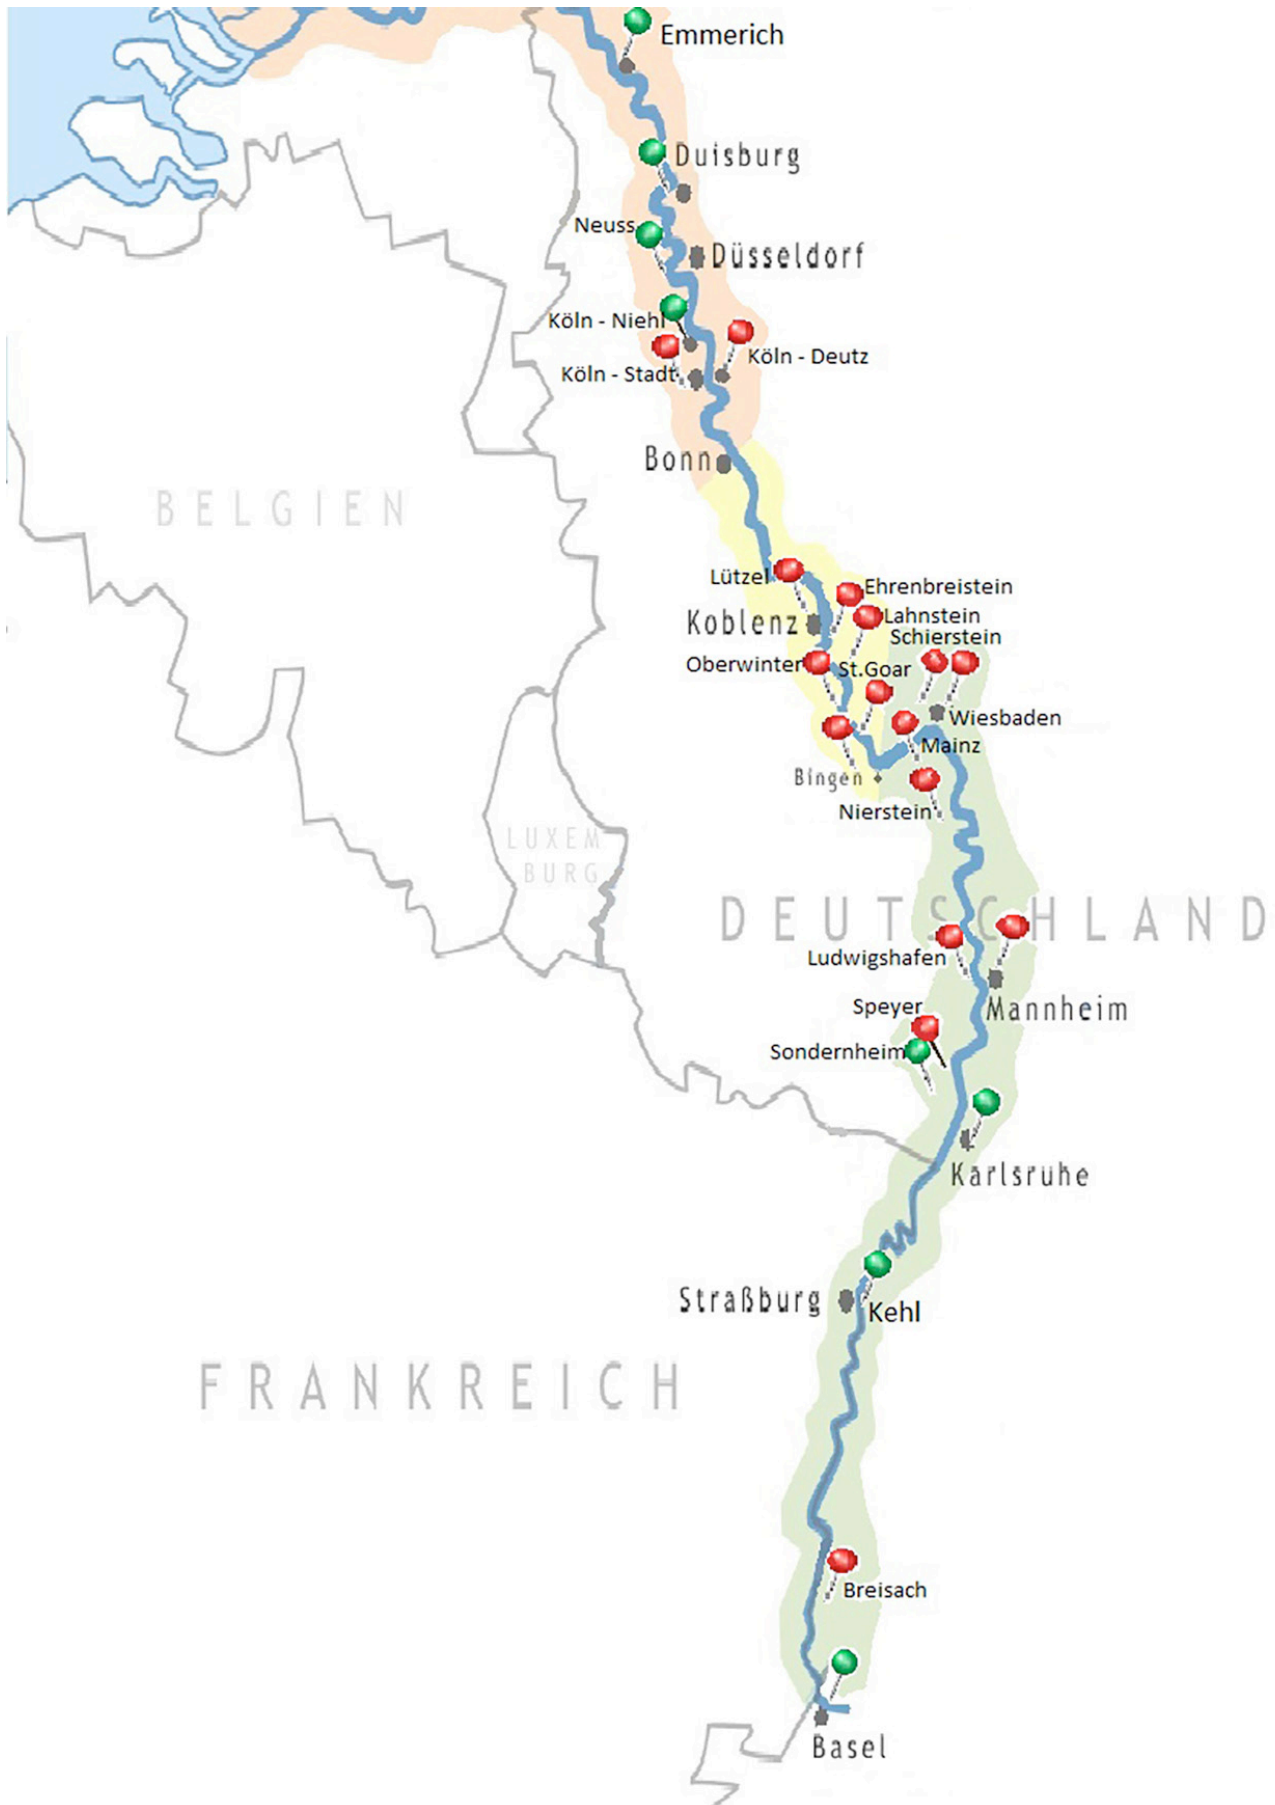 Emmerich
Duisburg
Neuss
Düsseldorf
Köln - Niehl
Köln - Deutz
Köln - Stadt
Bonn
BELGIEN
Lützel
Ehrenbreistein
Lahnstein
Koblenz
Schierstein
Oberwinter
St.Goar
Wiesbaden
Mainz
Bingen
Nierstein
LUXEM
BURG
DEUTSCHLAND
Ludwigshafen
Speyer
Mannheim
Sondernheim
Karlsruhe
Straßburg
Kehl
FRANKREICH
Breisach
Basel